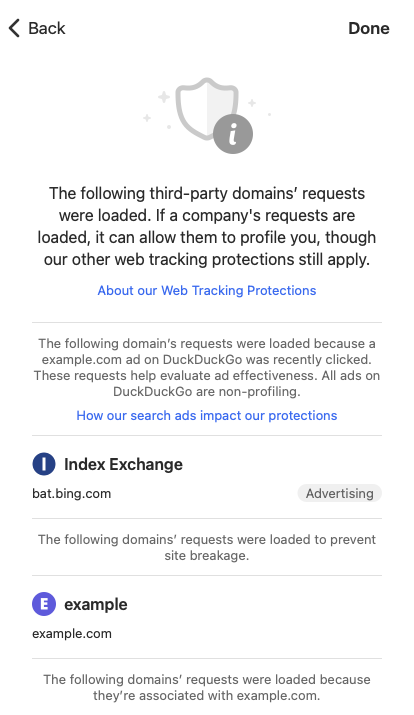 Back
Done
The following third-party domains’ requests
were loaded. If a company's requests are
loaded, it can allow them to profile you, though
our other web tracking protections still apply.
About our Web Tracking Protections
The following domain’s requests were loaded because a
example.com ad on DuckDuckGo was recently clicked.
These requests help evaluate ad effectiveness. All ads on
DuckDuckGo are non-profiling.
How our search ads impact our protections
I Index Exchange
bat.bing.com
Advertising
The following domains’ requests were loaded to prevent
site breakage.
E example
example.com
The following domains’ requests were loaded because
they’re associated with example.com.